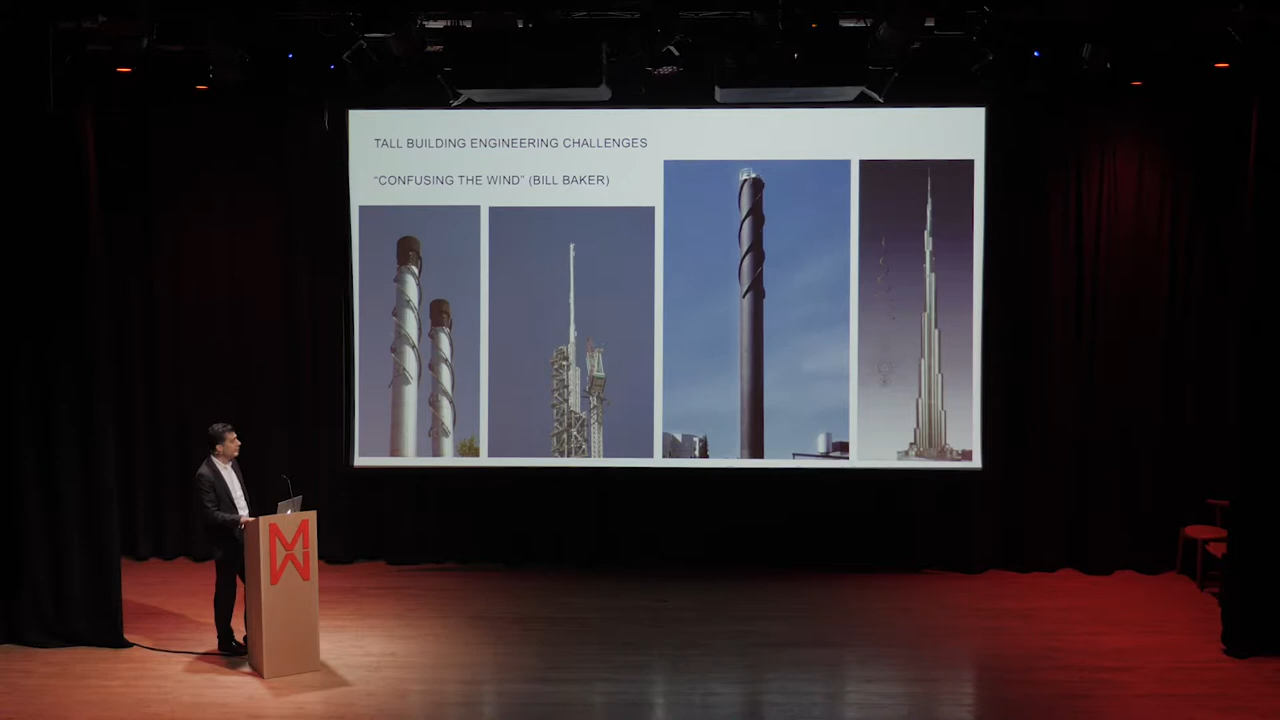 TALL BUILDING ENGINEERING CHALLENGES
“CONFUSING THE WIND” (BILL BAKER)